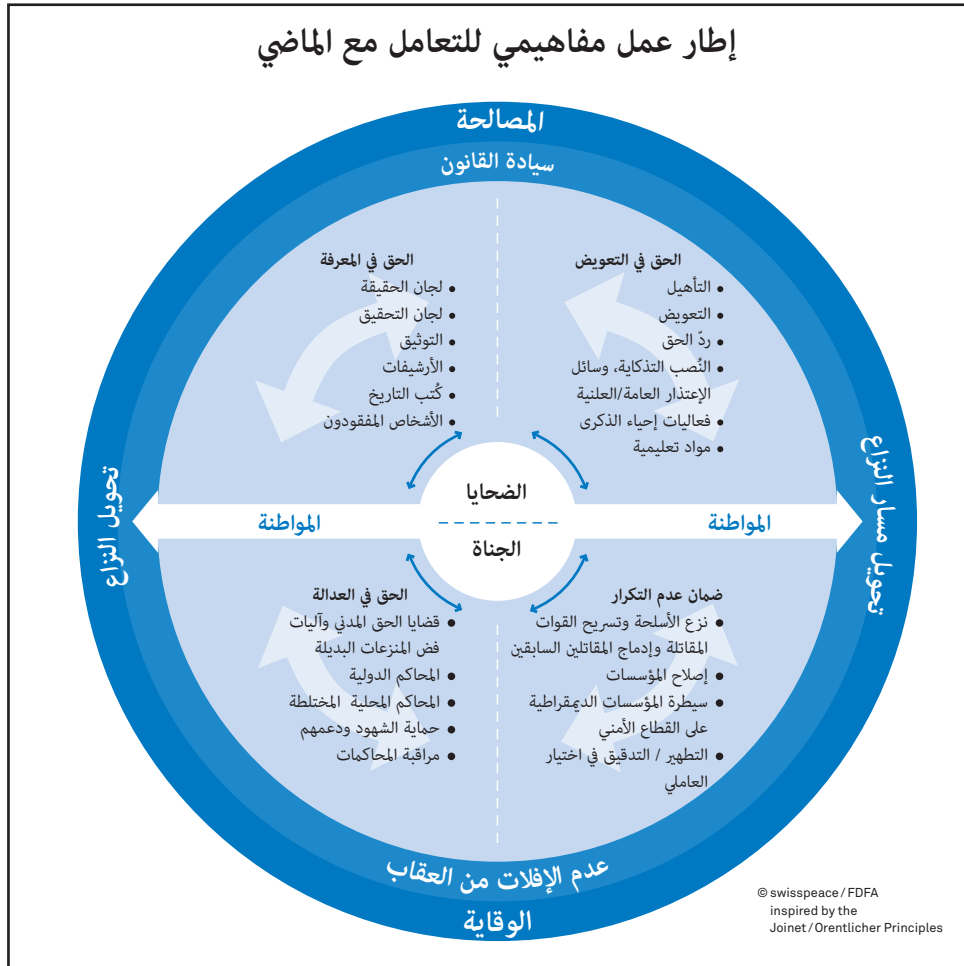 إطار عمل مفاهيمي للتعامل مع الماضي
المصالحة
سيادة القانون
الحق في التعويض
• التأهيل
• التعويض
• ردّ الحق
• النُصب التذكاية، وسائل
الإعتذار العامة/العلنية
• فعاليات إحياء الذكرى
• مواد تعليمية
الحق في المعرفة
• لجان الحقيقة
• لجان التحقيق
• التوثيق
• الأرشيفات
• كُتب التاريخ
• الأشخاص المفقودون
تحويل مسار النزاع
المواطنة
الضحايا
الجناة
المواطنة
تحويل النزاع
ضمان عدم التكرار
• نزع الأسلحة وتسريح القوات
المقاتلة وإدماج المقاتلين السابقين
• إصلاح المؤسسات
• سيطرة المؤسسات الديمقراطية
على القطاع الأمني
• التطهير / التدقيق في اختيار
العاملي
الحق في العدالة
• قضايا الحق المدني وآليات
فض المنزعات البديلة
• المحاكم الدولية
• المحاكم المحلية المختلطة
• حماية الشهود ودعمهم
• مراقبة المحاكمات
عدم الإفلات من العقاب
الوقاية
© swisspeace / FDFA
inspired by the
Joinet / Orentlicher Principles